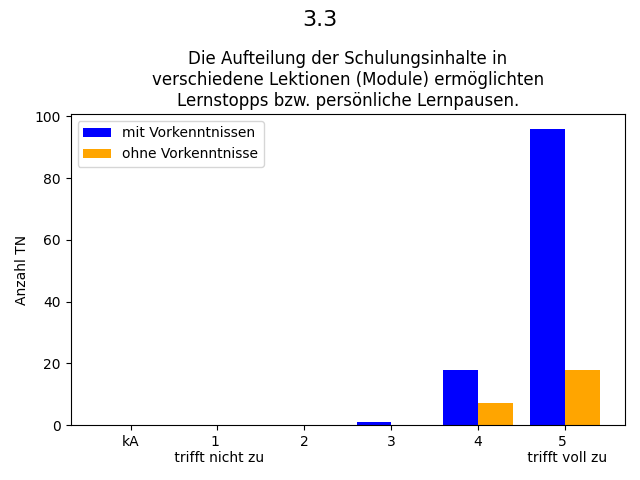 3.3
Die Aufteilung der Schulungsinhalte in
verschiedene Lektionen (Module) ermöglichten
Lernstopps bzw. persönliche Lernpausen.
mit Vorkenntnissen
ohne Vorkenntnisse
Anzahl TN
100
80
60
40
20
0
kA 1 2 3 4 5
trifft nicht zu trifft voll zu